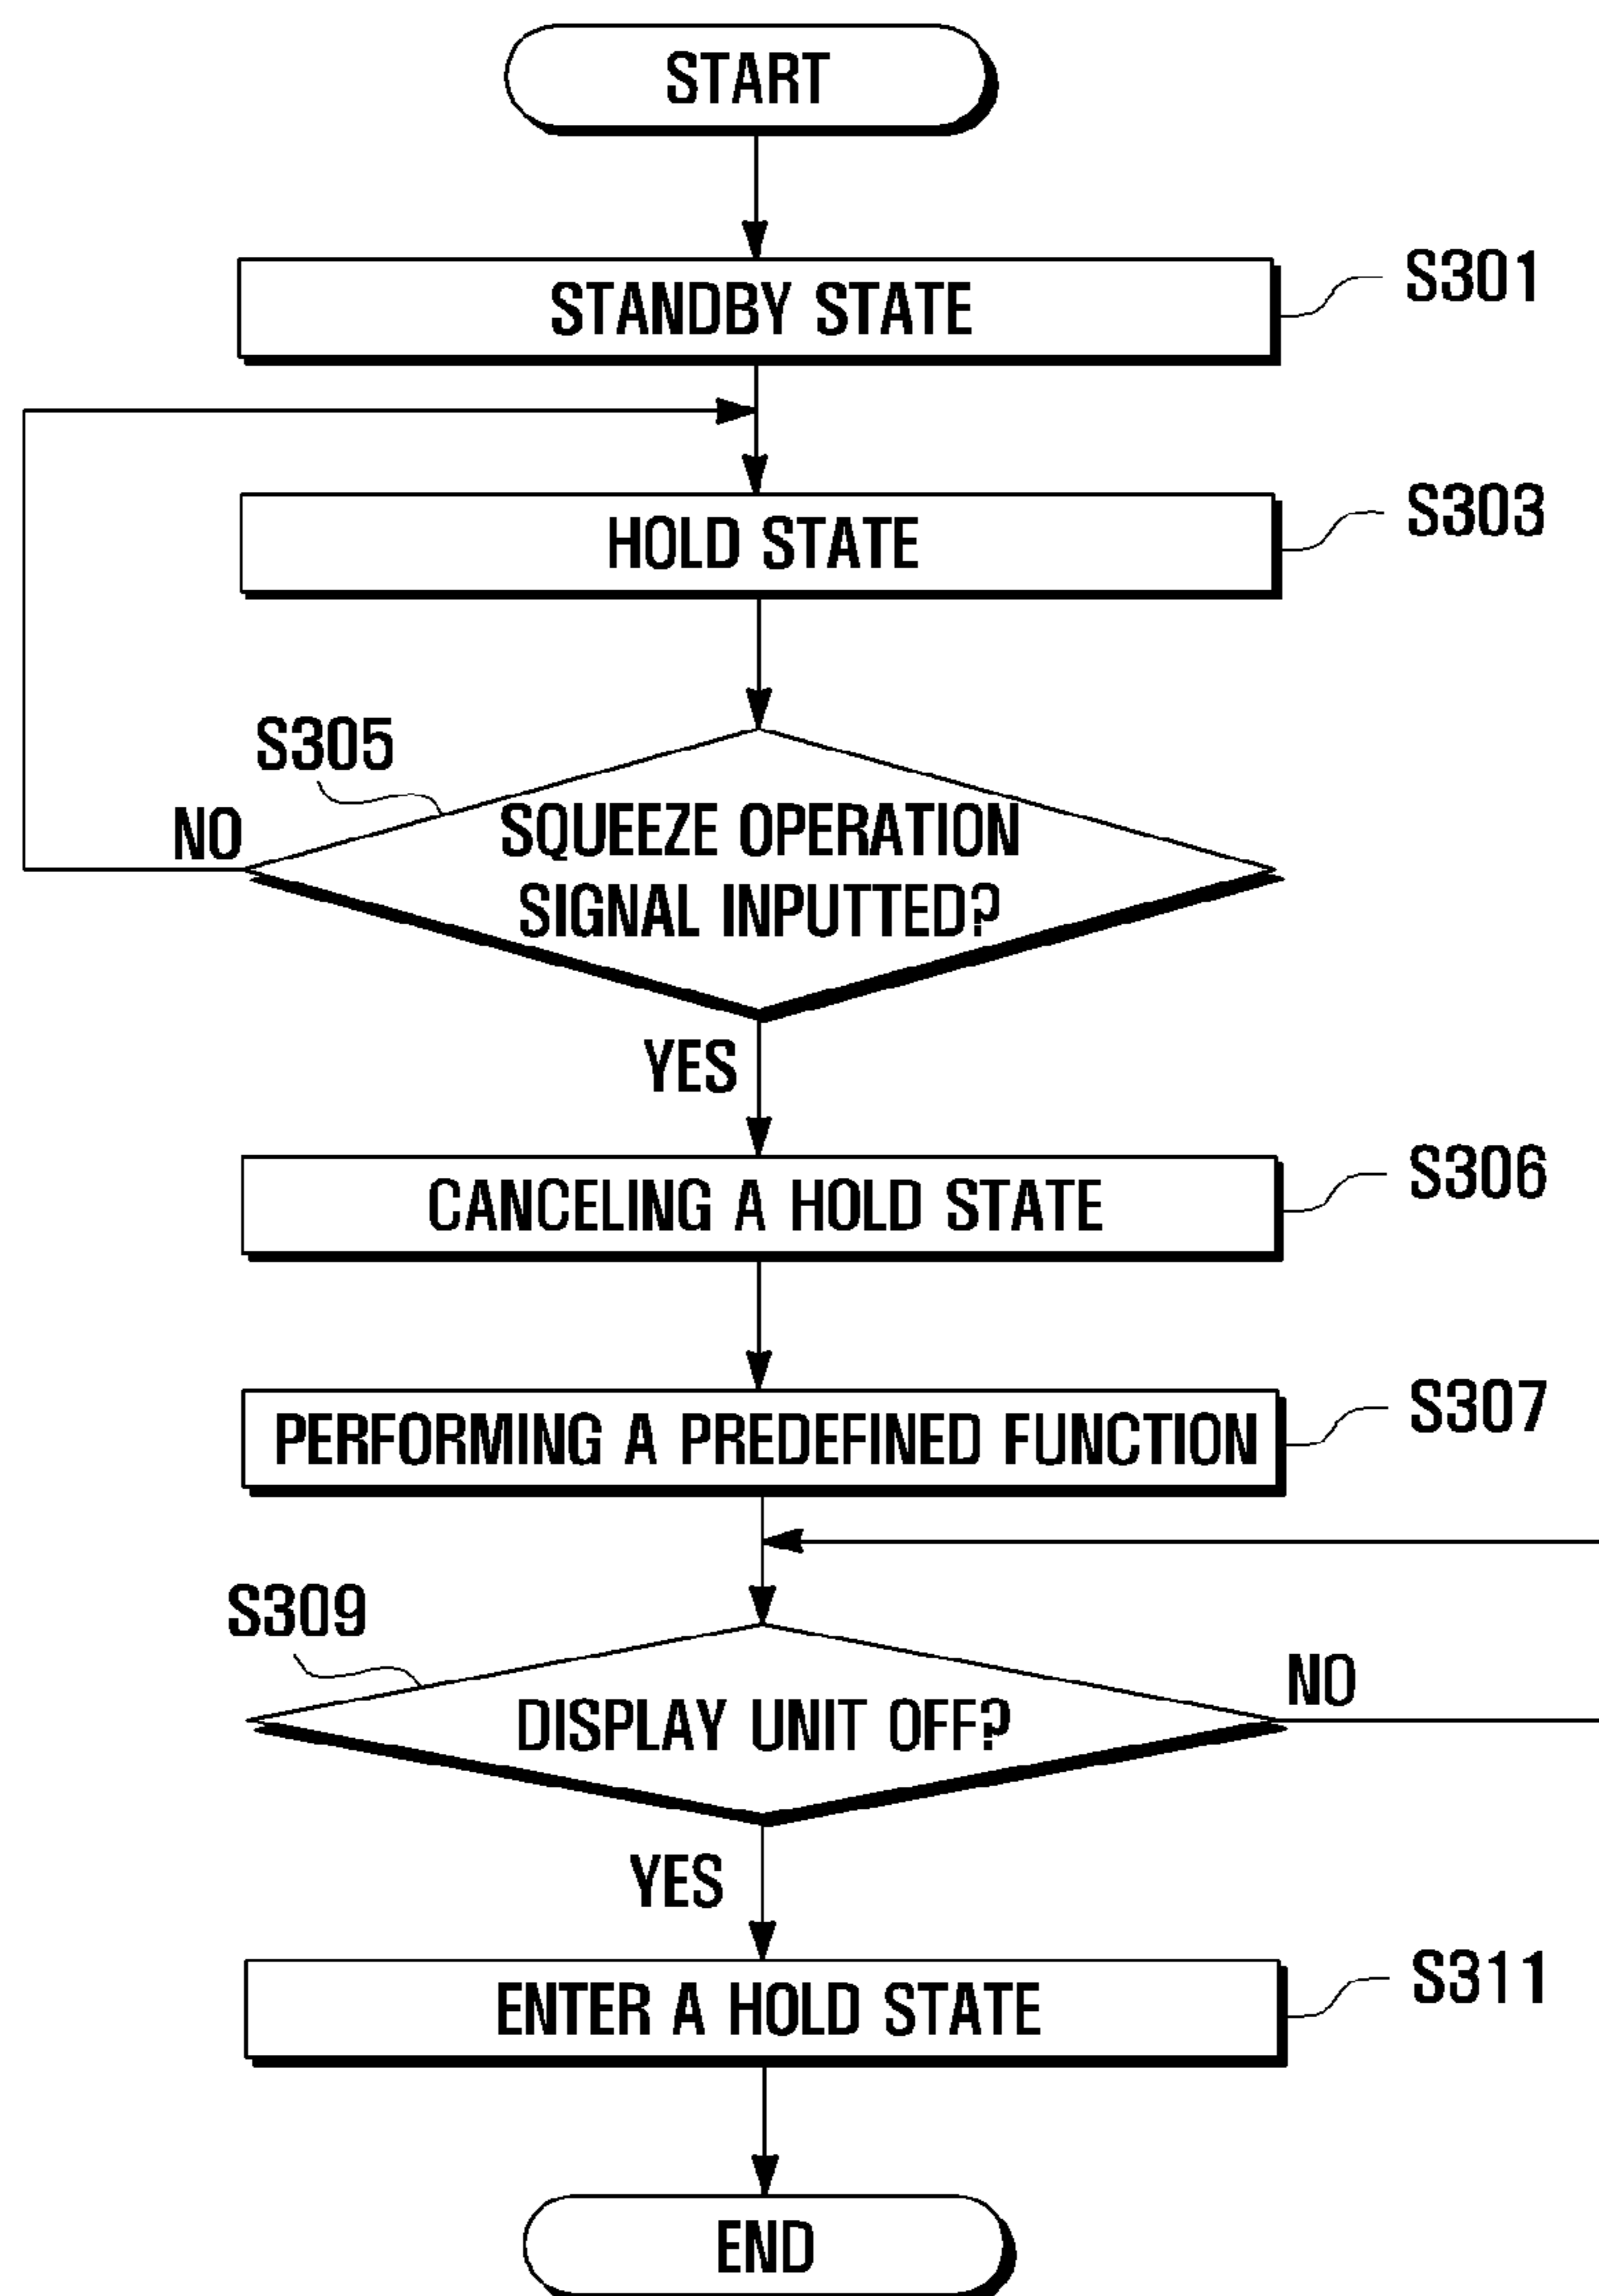 START
STANDBY STATE
S301
HOLD STATE
S303
S305
NO
SQUEEZE OPERATION
SIGNAL INPUTTED?
YES
CANCELING A HOLD STATE
S306
PERFORMING A PREDEFINED FUNCTION
S307
S309
DISPLAY UNIT OFF?
NO
YES
ENTER A HOLD STATE
S311
END